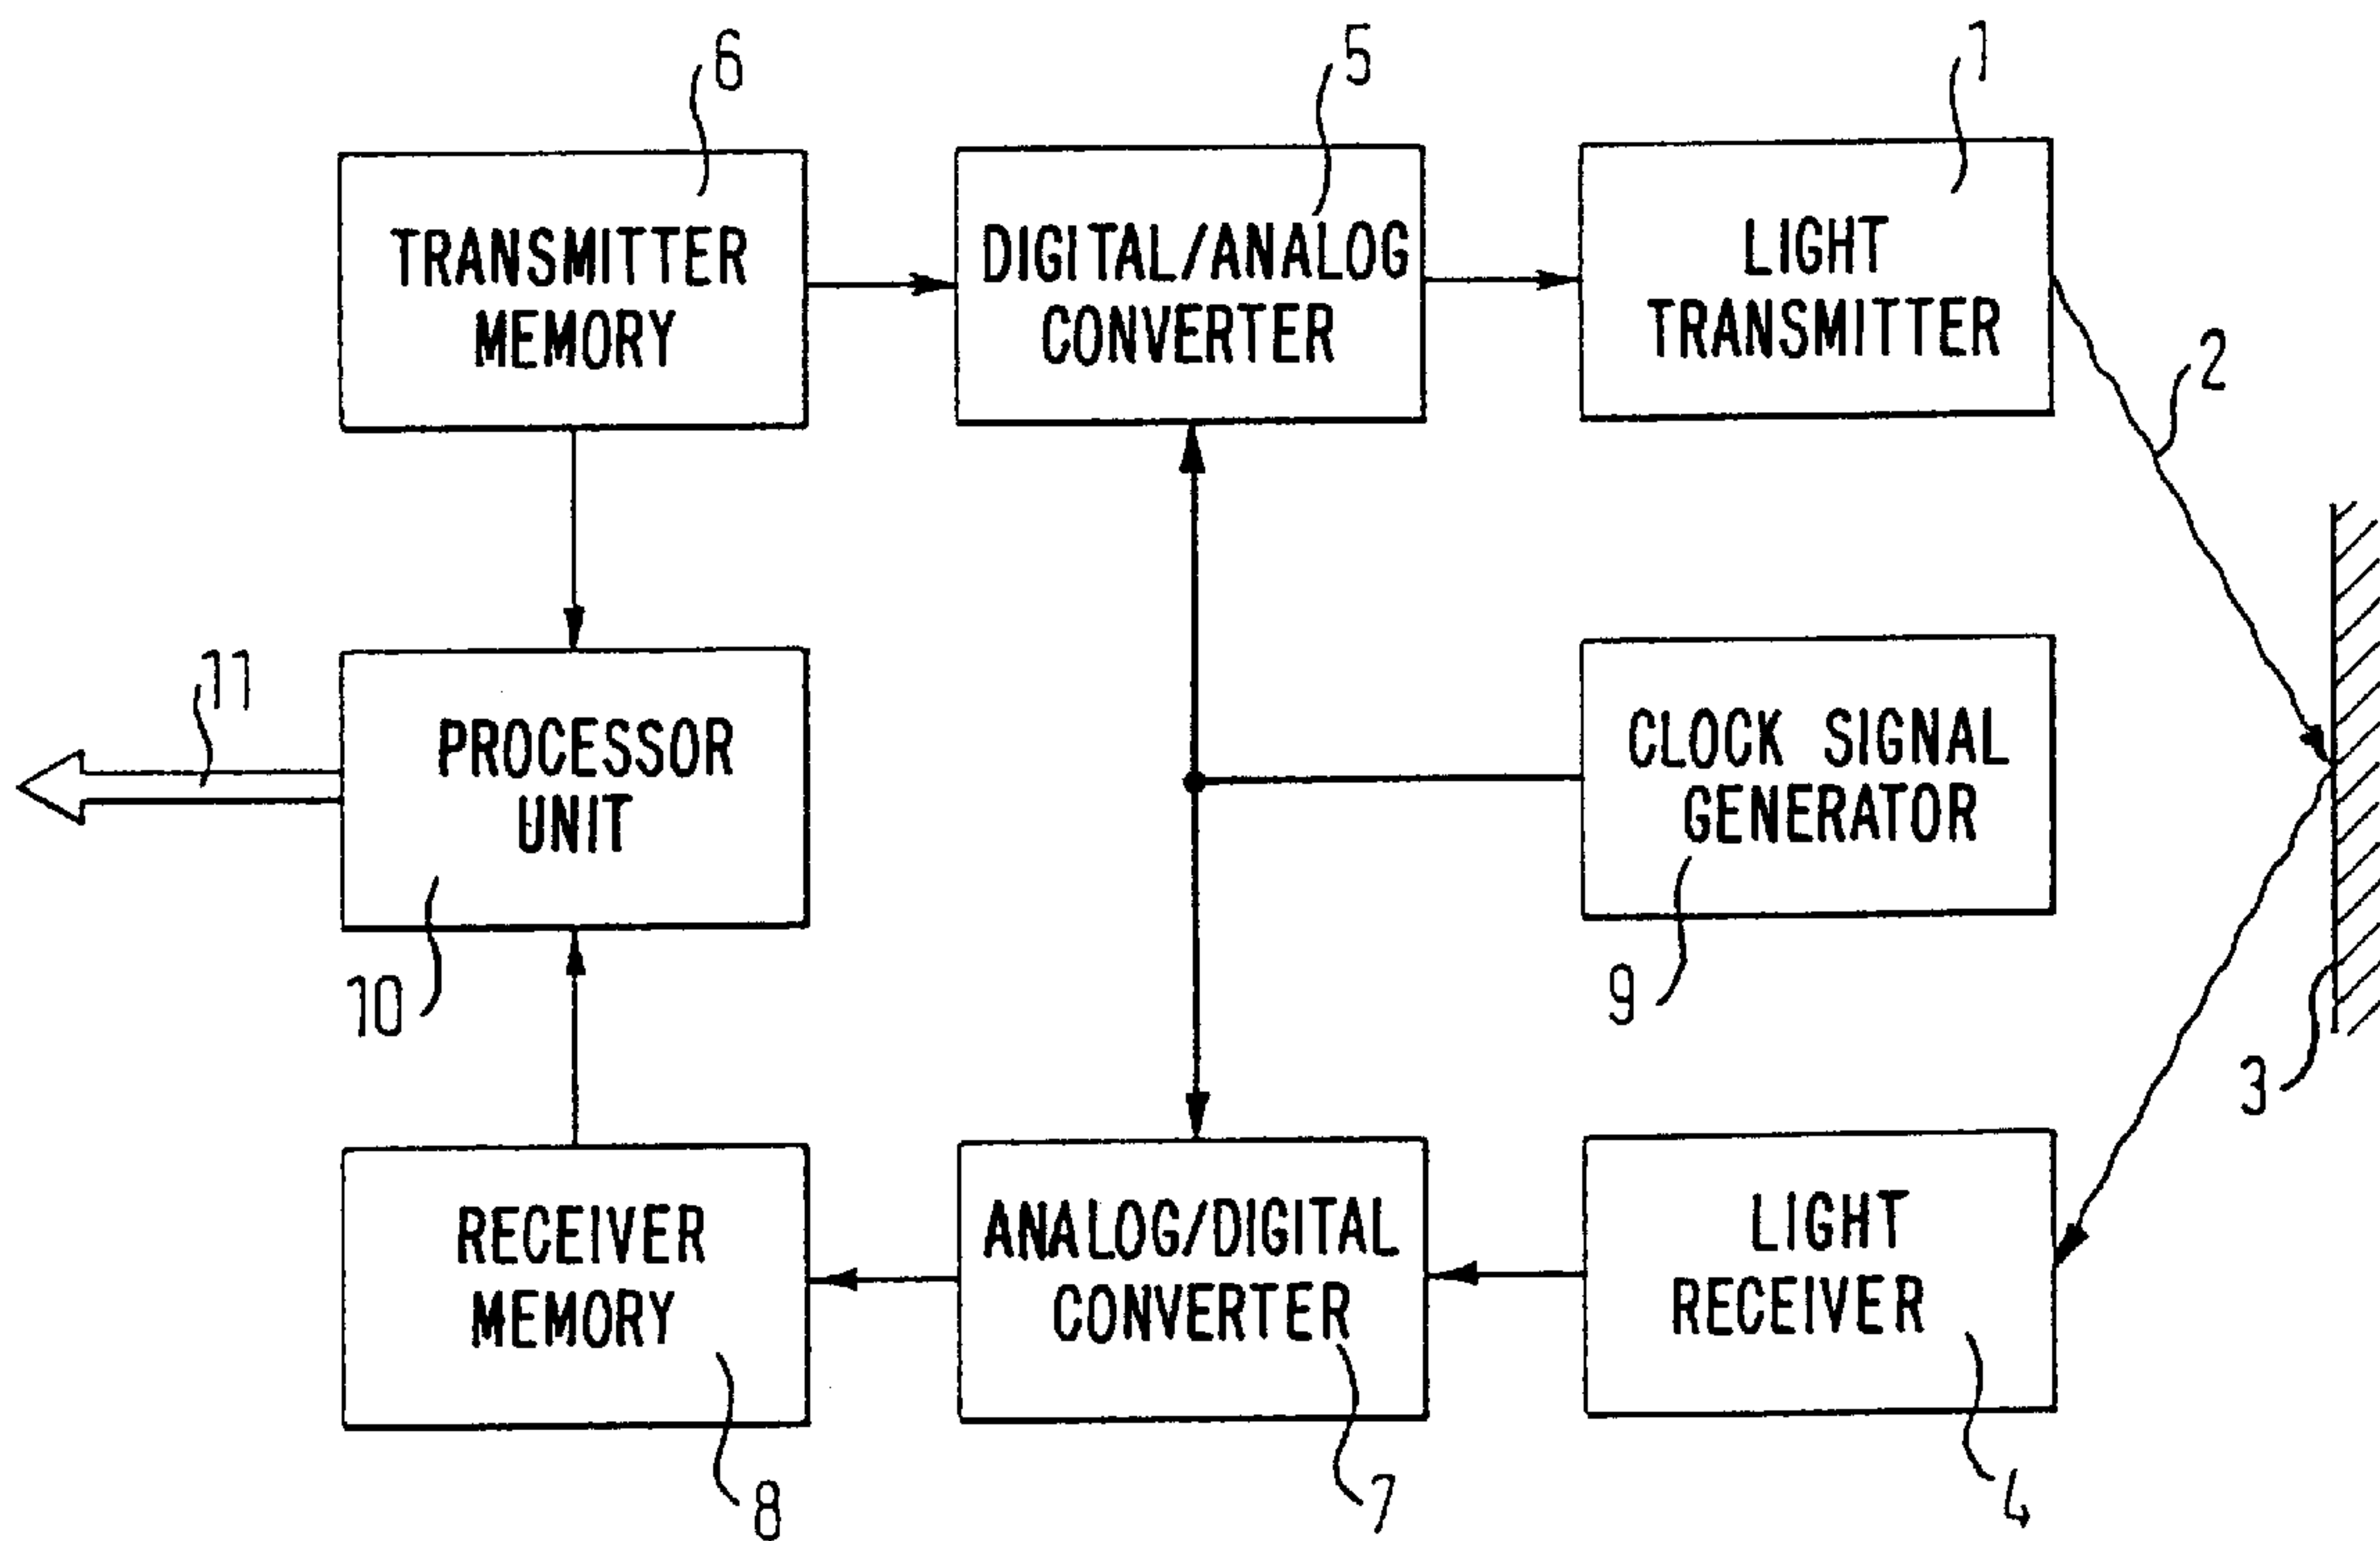 6
5
1
TRANSMITTER
MEMORY
DIGITAL/ANALOG
CONVERTER
LIGHT
TRANSMITTER
2
11
PROCESSOR
UNIT
CLOCK SIGNAL
GENERATOR
10
9
3
RECEIVER
MEMORY
ANALOG/DIGITAL
CONVERTER
LIGHT
RECEIVER
8
7
4